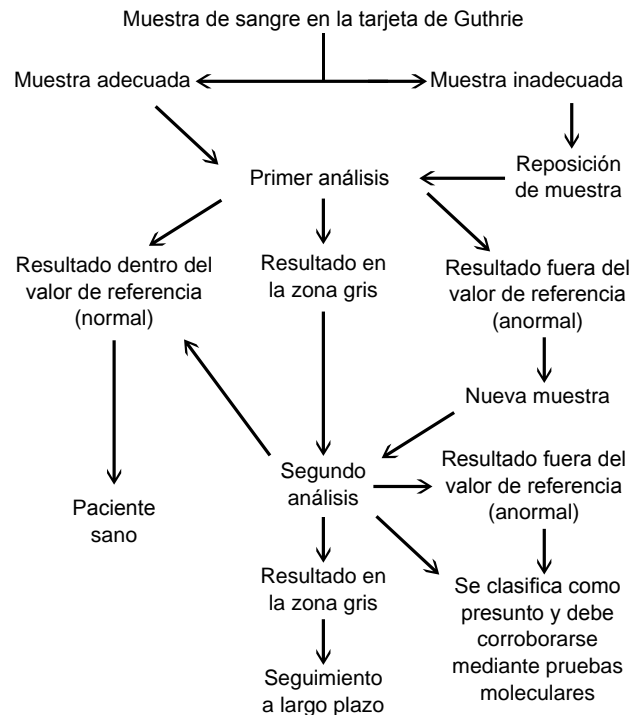 Muestra de sangre en la tarjeta de Guthrie
Muestra adecuada
Muestra inadecuada
Reposición
de muestra
Primer análisis
Resultado dentro del
valor de referencia
(normal)
Resultado en
la zona gris
Resultado fuera del
valor de referencia
(anormal)
Nueva muestra
Segundo
análisis
Resultado fuera del
valor de referencia
(anormal)
Paciente
sano
Resultado en
la zona gris
Se clasifica como
presunto y debe
corroborarse
mediante pruebas
moleculares
Seguimiento
a largo plazo